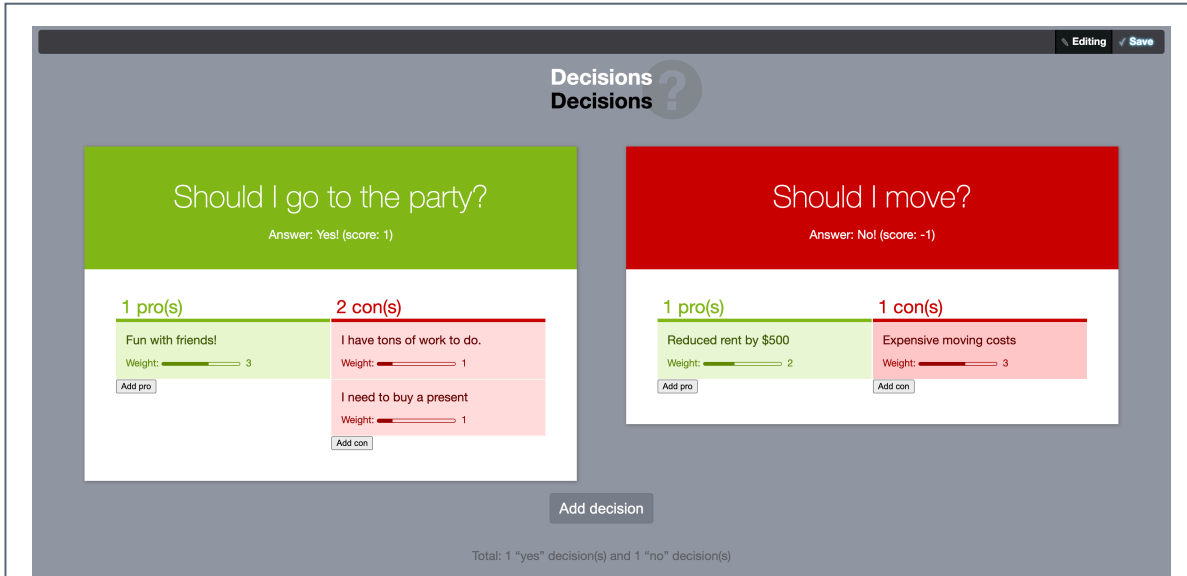 Editing
Save
Decisions
Decisions
?
Should I go to the party?
Answer: Yes! (score: 1)
1 pro(s)
Fun with friends!
Weight: 3
Add pro
2 con(s)
I have tons of work to do.
Weight: 1
I need to buy a present
Weight: 1
Add con
Should I move?
Answer: No! (score: -1)
1 pro(s)
Reduced rent by $500
Weight: 2
Add pro
1 con(s)
Expensive moving costs
Weight: 3
Add con
Add decision
Total: 1 “yes” decision(s) and 1 “no” decision(s)